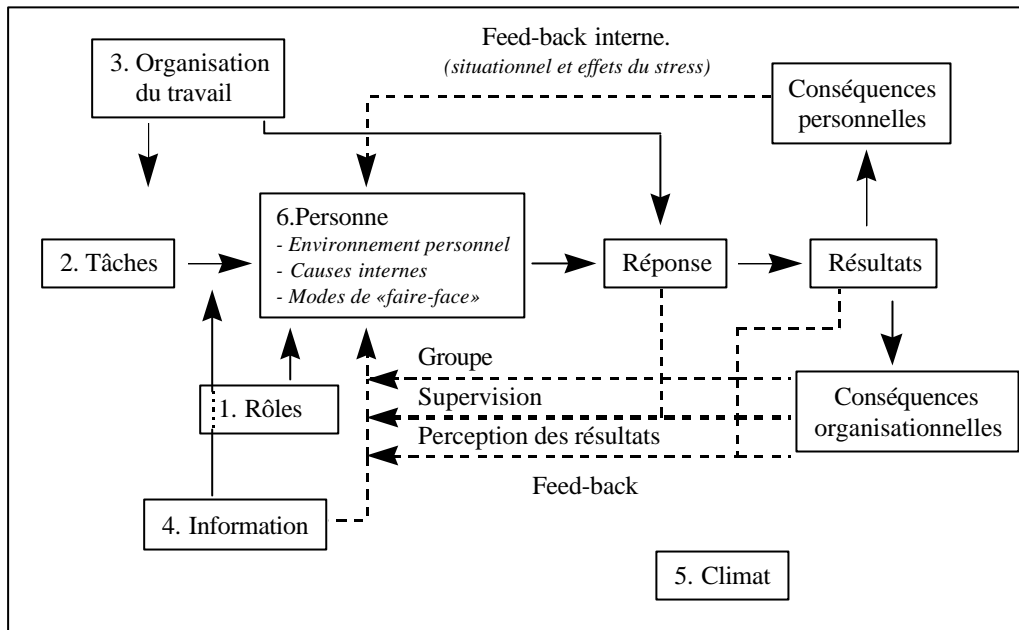 3. Organisation
du travail
Feed-back interne.
(situationnel et effets du stress)
Conséquences
personnelles
6.Personne
- Environnement personnel
- Causes internes
- Modes de «faire-face»
2. Tâches
Réponse
Résultats
Groupe
1. Rôles
Supervision
Conséquences
organisationnelles
Perception des résultats
Feed-back
4. Information
5. Climat